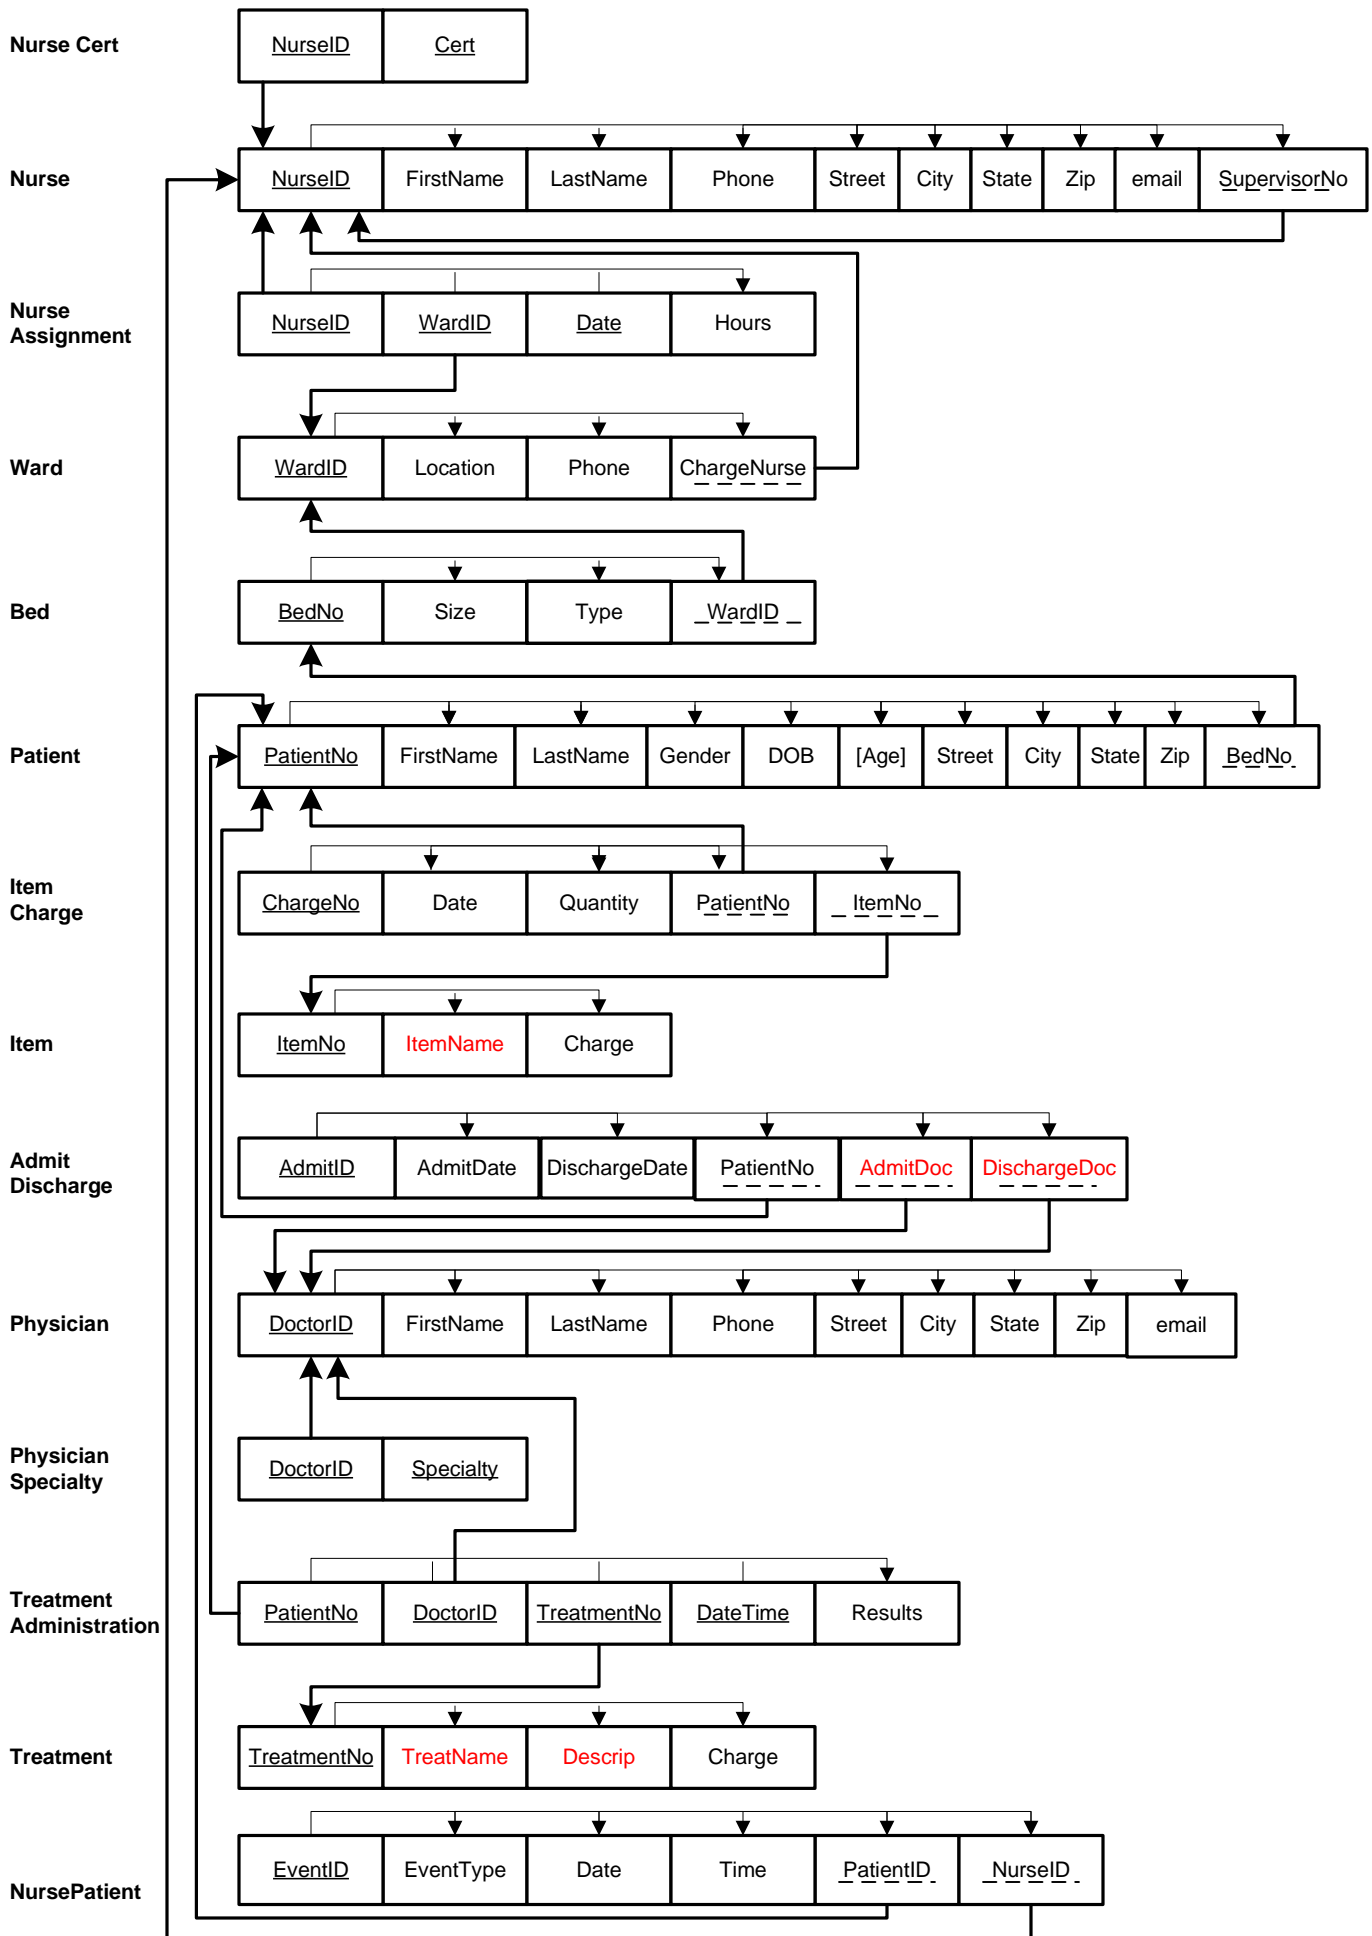 Nurse Cert
NurseID Cert
Nurse
NurseID FirstName LastName Phone Street City State Zip email SupervisorNo
Nurse
Assignment
NurseID WardID Date Hours
Ward
WardID Location Phone ChargeNurse
Bed
BedNo Size Type WardID
Patient
PatientNo FirstName LastName Gender DOB [Age] Street City State Zip BedNo
Item
Charge
ChargeNo Date Quantity PatientNo ItemNo
Item
ItemNo ItemName Charge
Admit
Discharge
AdmitID AdmitDate DischargeDate PatientNo AdmitDoc DischargeDoc
Physician
DoctorID FirstName LastName Phone Street City State Zip email
Physician
Specialty
DoctorID Specialty
Treatment
Administration
PatientNo DoctorID TreatmentNo DateTime Results
Treatment
TreatmentNo TreatName Descrip Charge
NursePatient
EventID EventType Date Time PatientID NurseID